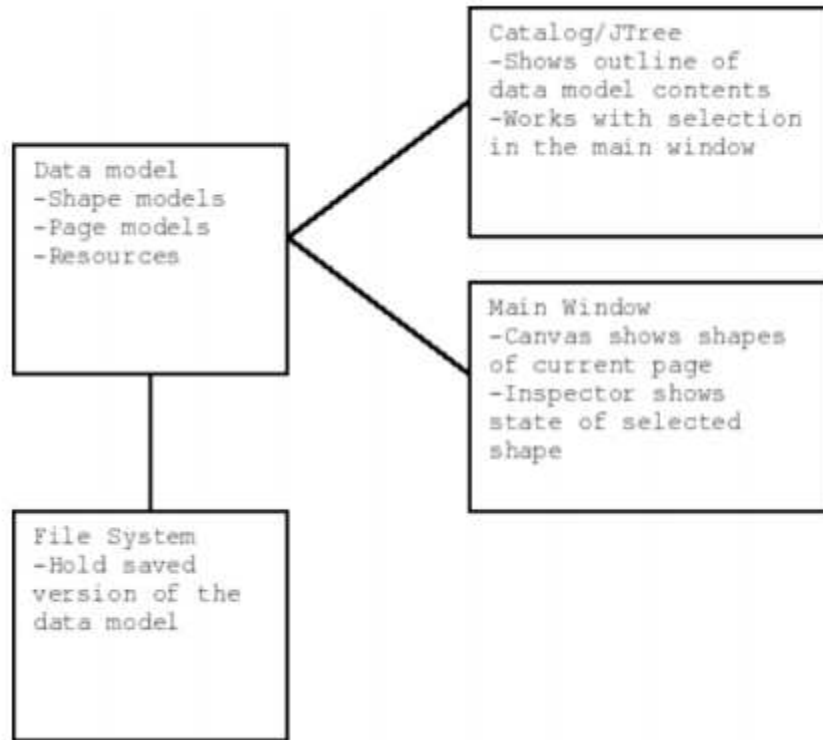 Catalog/JTree
-Shows outline of
data model contents
-Works with selection
in the main window
Data model
-Shape models
-Page models
-Resources
Main Window
-Canvas shows shapes
of current page
-Inspector shows
state of selected
shape
File System
-Hold saved
version of the
data model